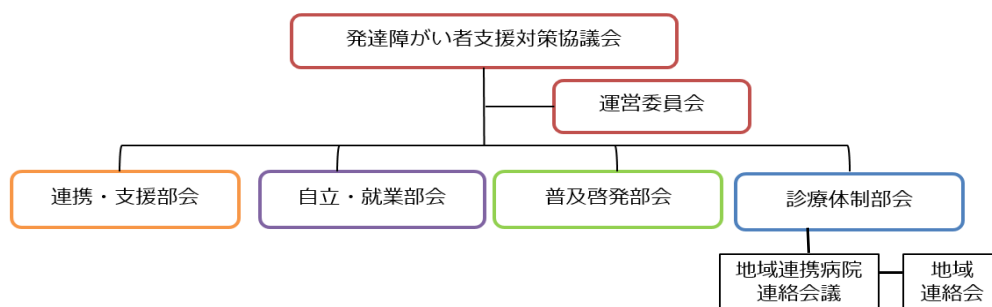 発達障がい者支援対策協議会
運営委員会
連携・支援部会
自立・就業部会
普及啓発部会
診療体制部会
地域連携病院
連絡会議
地域
連絡会